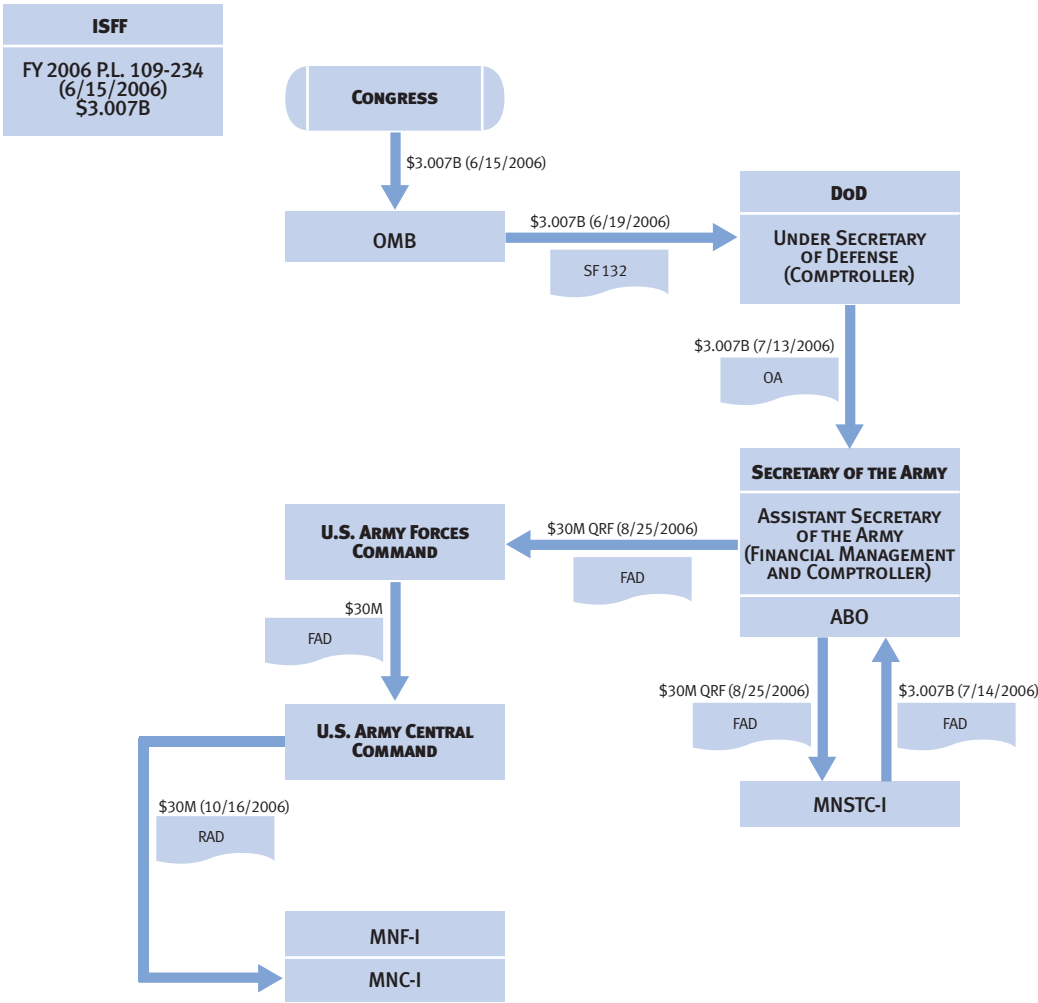 ISFF
FY 2006 P.L. 109-234
(6/15/2006)
$3.007B
CONGRESS
$3.007B (6/15/2006)
OMB
$3.007B (6/19/2006)
SF 132
DOD
UNDER SECRETARY
OF DEFENSE
(COMPTROLLER)
$3.007B (7/13/2006)
OA
SECRETARY OF THE ARMY
ASSISTANT SECRETARY
OF THE ARMY
(FINANCIAL MANAGEMENT
AND COMPTROLLER)
ABO
$30M QRF (8/25/2006)
FAD
U.S. ARMY FORCES
COMMAND
$30M
FAD
U.S. ARMY CENTRAL
COMMAND
$30M QRF (8/25/2006)
FAD
$3.007B (7/14/2006)
FAD
MNSTC-I
$30M (10/16/2006)
RAD
MNF-I
MNC-I